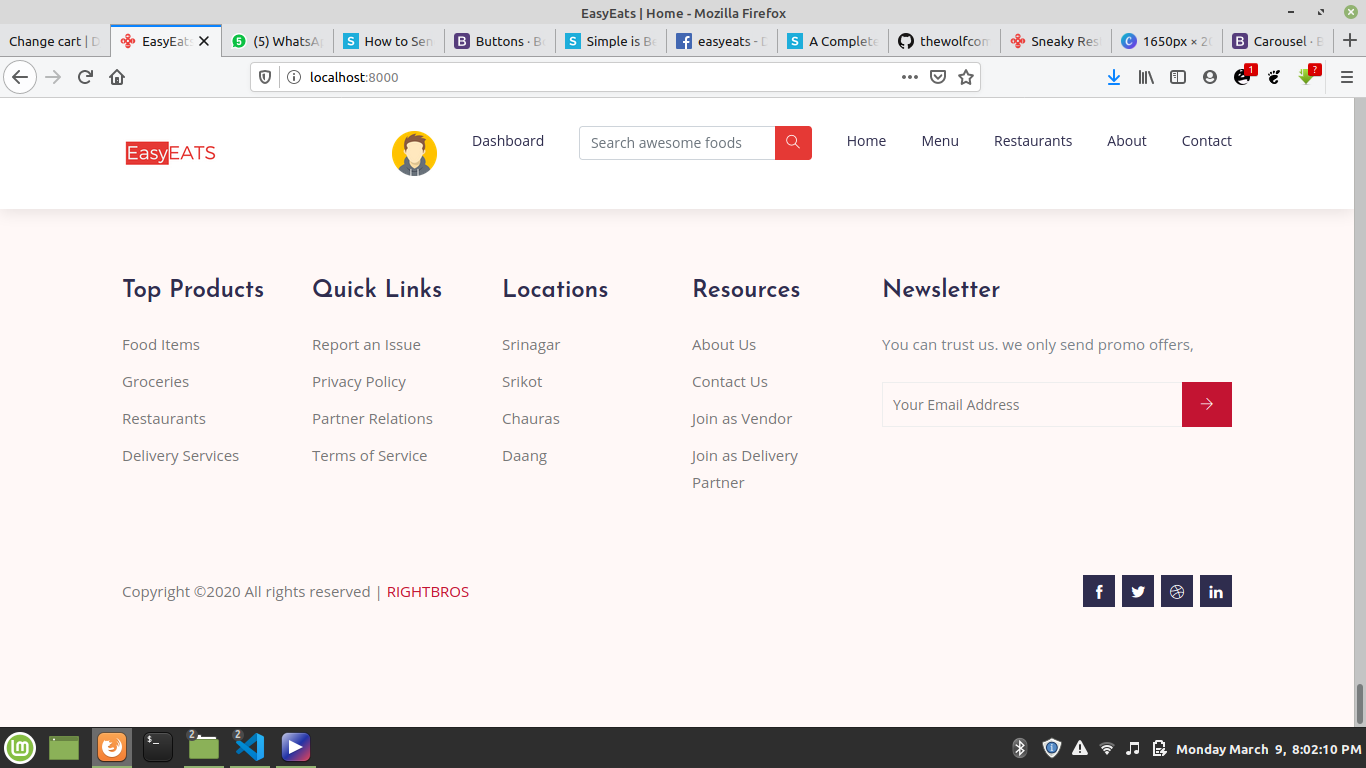 EasyEats | Home - Mozilla Firefox
Change cart | D
EasyEats
(5) WhatsAp
How to Sen
Buttons · Bo
Simple is Be
easyeats - D
A Complete
thewolfcom
Sneaky Res
1650px × 20
Carousel · B
localhost:8000
1
?
EasyEATS
Dashboard
Search awesome foods
Home
Menu
Restaurants
About
Contact
Top Products
Food Items
Groceries
Restaurants
Delivery Services
Quick Links
Report an Issue
Privacy Policy
Partner Relations
Terms of Service
Locations
Srinagar
Srikot
Chauras
Daang
Resources
About Us
Contact Us
Join as Vendor
Join as Delivery
Partner
Newsletter
You can trust us. we only send promo offers,
Your Email Address
Copyright ©2020 All rights reserved | RIGHTBROS
2
2
Monday March 9, 8:02:10 PM